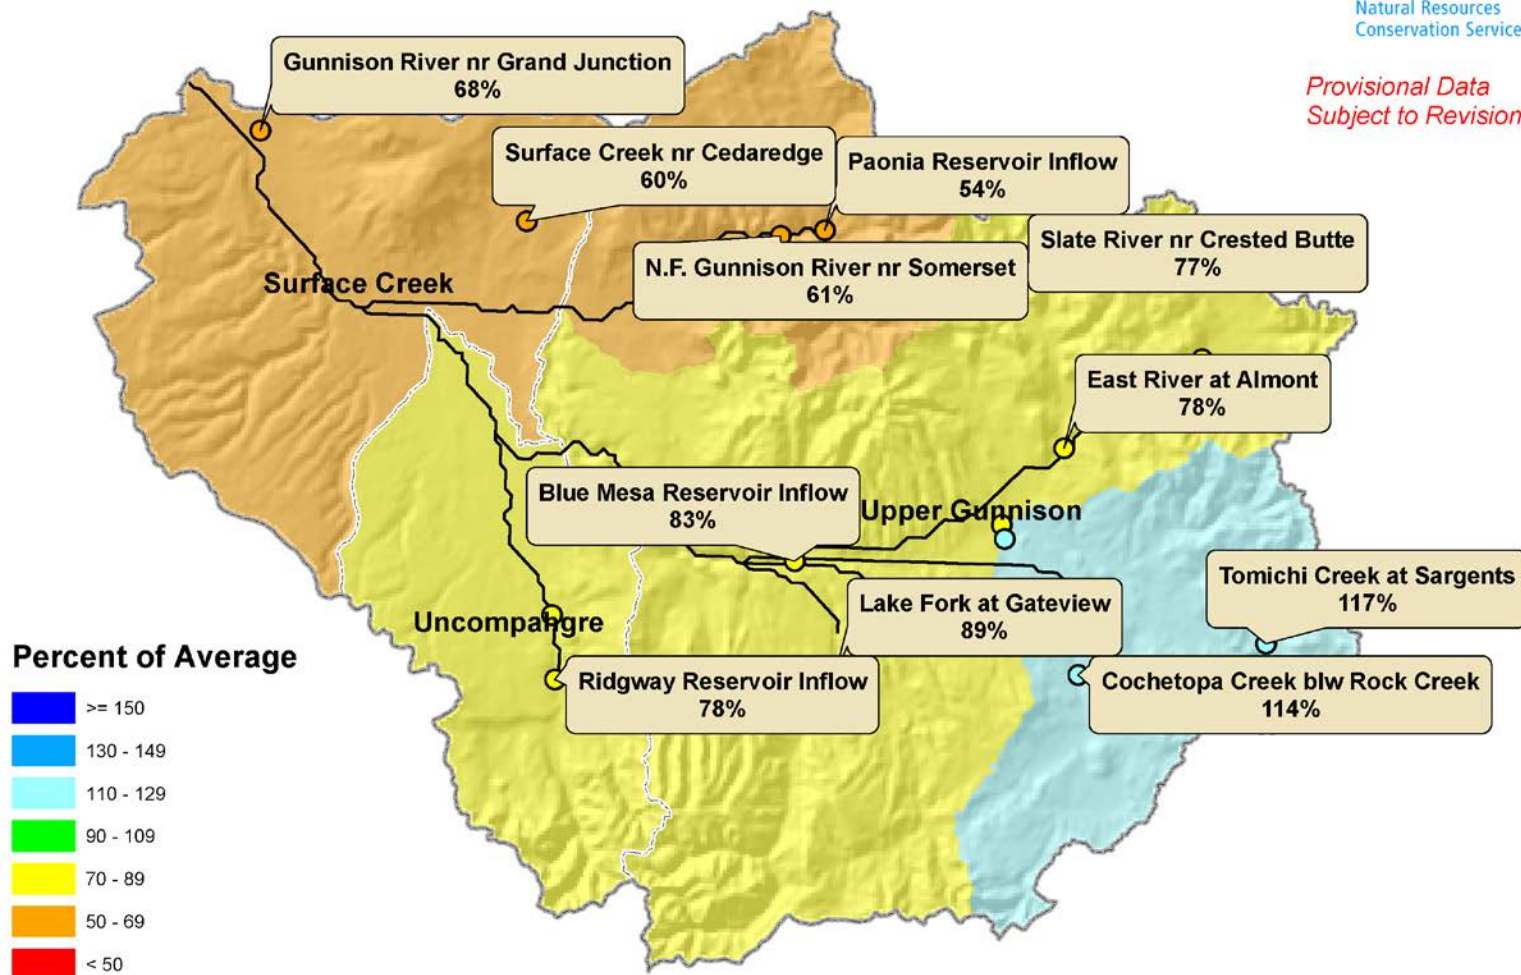 Natural Resources
Conservation Service
Provisional Data
Subject to Revision
Gunnison River nr Grand Junction
68%
Surface Creek nr Cedaredge
60%
Paonia Reservoir Inflow
54%
Slate River nr Crested Butte
77%
N.F. Gunnison River nr Somerset
61%
Surface Creek
East River at Almont
78%
Blue Mesa Reservoir Inflow
83%
Upper Gunnison
Tomichi Creek at Sargents
117%
Lake Fork at Gateview
89%
Uncompahgre
Ridgway Reservoir Inflow
78%
Cochetopa Creek blw Rock Creek
114%
Percent of Average
>= 150
130 - 149
110 - 129
90 - 109
70 - 89
50 - 69
< 50